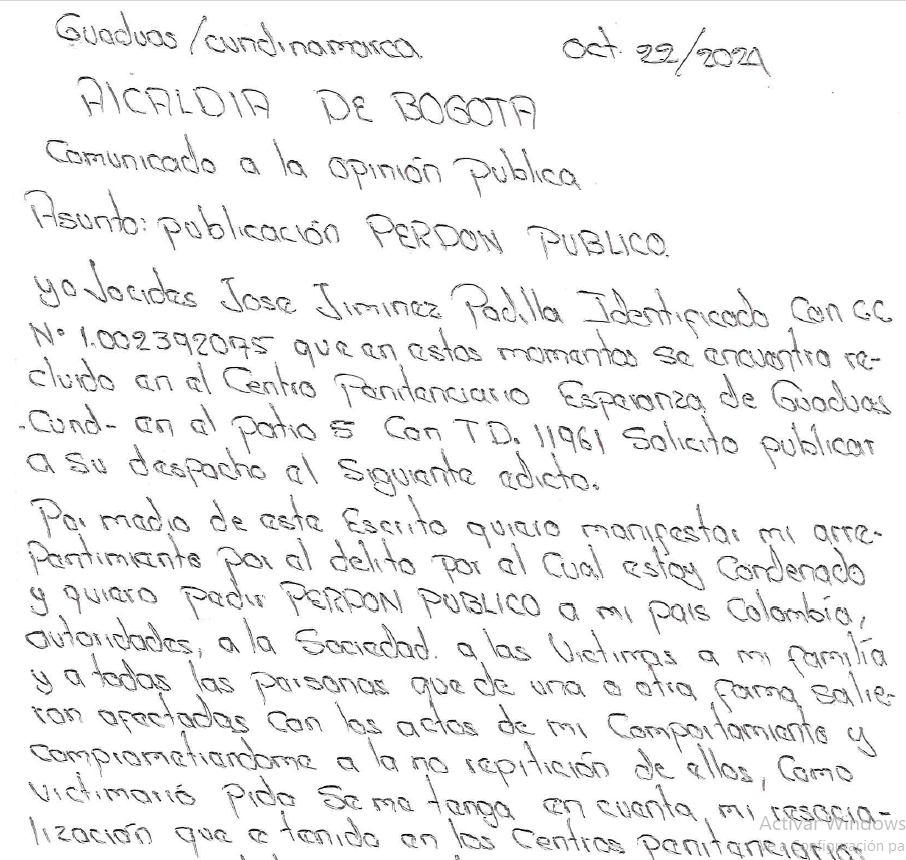 Guaduas/cundinamarca Oct. 22/2024
AlCALDIA DE BOGOTA
Comunicado a la opinión publica.
Asunto: publicación PERDON PUBLICO.
yo Jose Jiminez Padilla Identificado Con CC
Nº 1.002392075 que en estos momentos se encuentra re-
cluido en el Centro Penitenciario Esperanza de Guaduas
-Cund- en el patio 5 Con TD. 11961 Solicito publicar
a su despacho el siguiente edicto.
Por medio de este Escrito quiero manifestar mi arre-
Pentimiento por el delito por el Cual estoy Condenado
y quiero pedir PERDON PUBLICO a mi pais Colombia,
autoridades, a la Sociedad. a las Victimas a mi familia
y a todas las personas que de una o otra forma salie-
ron afectadas Con los actos de mi Comportamiento y
comprometiendome a la no repitición de ellos, Como
victimario pido Se me tenga en cuenta mi resocia-
lización que e tenido en los Centros penitenciarios
Activar Windows